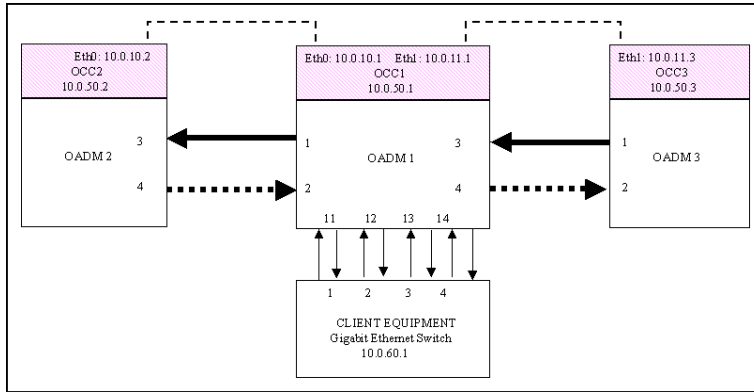 Eth0: 10.0.10.2
OCC2
10.0.50.2
3
OADM 2
4
Eth0: 10.0.10.1 Eth1: 10.0.11.1
OCC1
10.0.50.1
1 3
OADM 1
2 4
11 12 13 14
Eth1: 10.0.11.3
OCC3
10.0.50.3
1
OADM 3
2
1 2 3 4
CLIENT EQUIPMENT
Gigabit Ethernet Switch
10.0.60.1